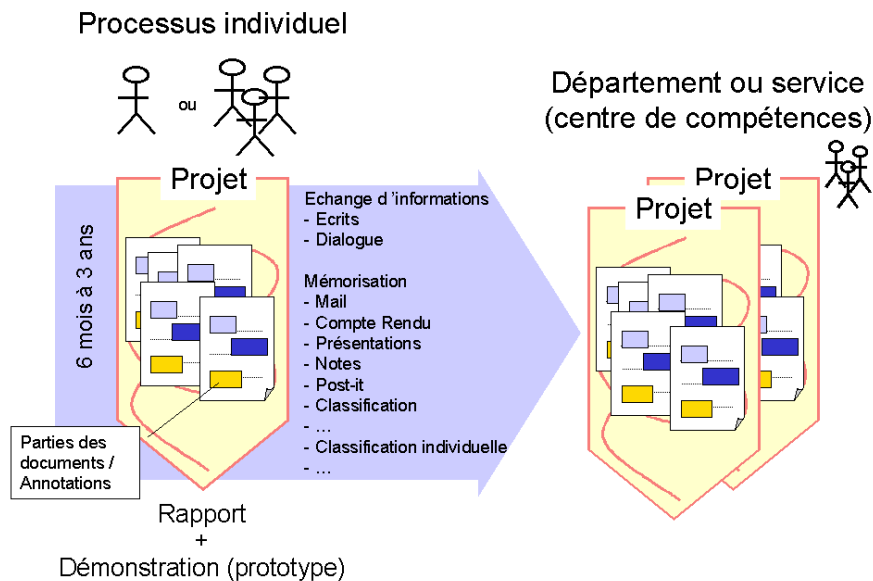 Processus individuel
ou
Département ou service
(centre de compétences)
Projet
6 mois à 3 ans
Echange d 'informations
- Ecrits
- Dialogue
Mémorisation
- Mail
- Compte Rendu
- Présentations
- Notes
- Post-it
- Classification
- ...
- Classification individuelle
- ...
Projet
Projet
Parties des
documents /
Annotations
Rapport
+
Démonstration (prototype)